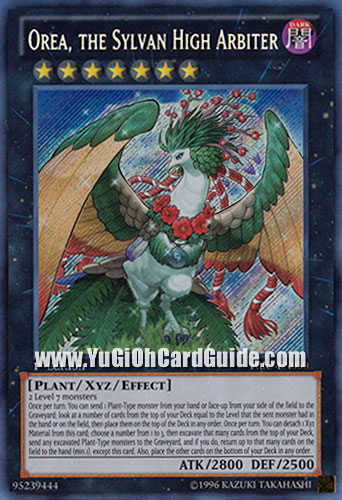 OREA, THE SYLVAN HIGH ARBITER
DARK
www.YuGiOhCardGuide.com
[PLANT/XYZ/EFFECT]
2 Level 7 monsters
Once per turn: You can send 1 Plant-Type monster from your hand or face-up from your side of the field to the
Graveyard; look at a number of cards from the top of your Deck equal to the Level that the sent monster had
in the hand or on the field, then place them on the top of the Deck in any order. Once per turn: You can detach 1 Xyz
Material from this card; choose a number from 1 to 3, then excavate that many cards from the top of your Deck,
send any excavated Plant-Type monsters to the Graveyard, and if you do, return up to that many cards on the
field to the hand (min. 1), except this card. Also, place the other cards on the bottom of your Deck in any order.
ATK/2800 DEF/2500
95239444
©1996 KAZUKI TAKAHASHI